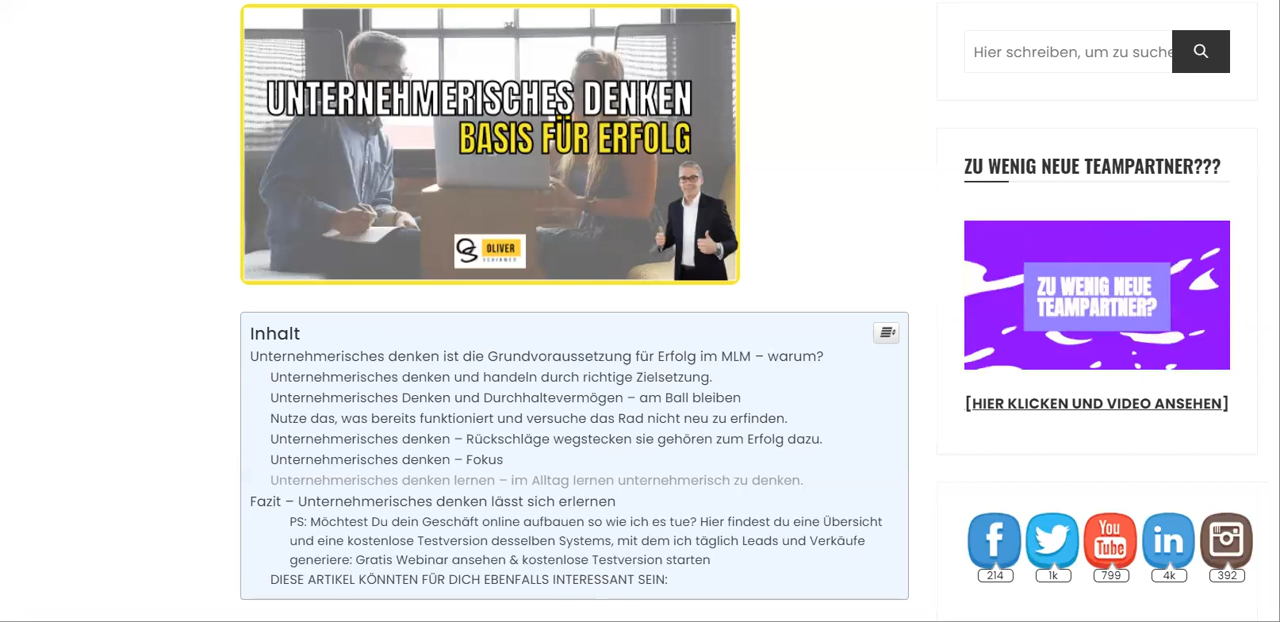 UNTERNEHMERISCHES DENKEN
BASIS FÜR ERFOLG
OS OLIVER
Inhalt
Unternehmerisches denken ist die Grundvoraussetzung für Erfolg im MLM – warum?
Unternehmerisches denken und handeln durch richtige Zielsetzung.
Unternehmerisches Denken und Durchhaltevermögen – am Ball bleiben
Nutze das, was bereits funktioniert und versuche das Rad nicht neu zu erfinden.
Unternehmerisches denken – Rückschläge wegstecken sie gehören zum Erfolg dazu.
Unternehmerisches denken – Fokus
Unternehmerisches denken lernen – im Alltag lernen unternehmerisch zu denken.
Fazit – Unternehmerisches denken lässt sich erlernen
PS: Möchtest Du dein Geschäft online aufbauen so wie ich es tue? Hier findest du eine Übersicht
und eine kostenlose Testversion desselben Systems, mit dem ich täglich Leads und Verkäufe
generiere: Gratis Webinar ansehen & kostenlose Testversion starten
DIESE ARTIKEL KÖNNTEN FÜR DICH EBENFALLS INTERESSANT SEIN:
Hier schreiben, um zu suche
ZU WENIG NEUE TEAMPARTNER???
ZU WENIG NEUE
TEAMPARTNER?
[HIER KLICKEN UND VIDEO ANSEHEN]
You
Tube
in
214 1k 799 4k 392